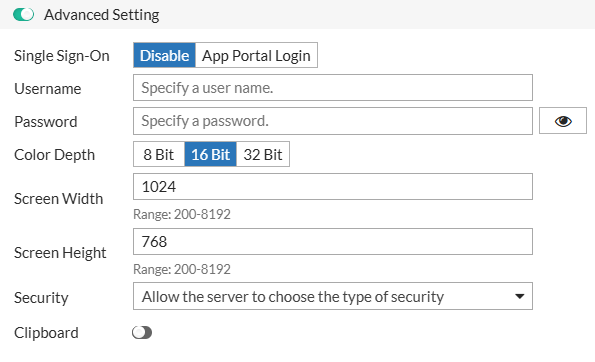 Advanced Setting
Single Sign-On Disable App Portal Login
Username Specify a user name.
Password Specify a password.
Color Depth 8 Bit 16 Bit 32 Bit
Screen Width 1024
Range: 200-8192
Screen Height 768
Range: 200-8192
Security Allow the server to choose the type of security
Clipboard